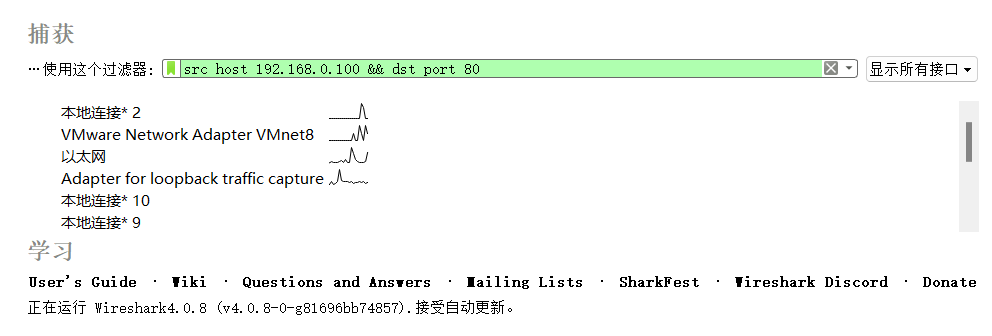 捕获
…使用这个过滤器: src host 192.168.0.100 && dst port 80 显示所有接口
本地连接* 2
VMware Network Adapter VMnet8
以太网
Adapter for loopback traffic capture
本地连接* 10
本地连接* 9
学习
User's Guide · Wiki · Questions and Answers · Mailing Lists · SharkFest · Wireshark Discord · Donate
正在运行 Wireshark4.0.8 (v4.0.8-0-g81696bb74857).接受自动更新。